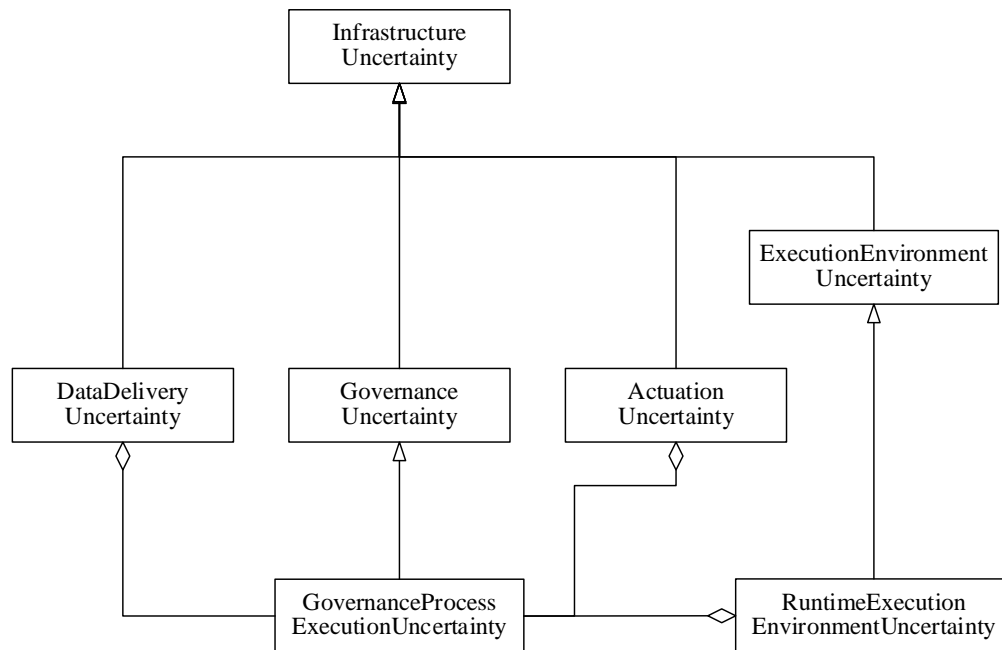 Infrastructure
Uncertainty
ExecutionEnvironment
Uncertainty
DataDelivery
Uncertainty
Governance
Uncertainty
Actuation
Uncertainty
GovernanceProcess
ExecutionUncertainty
RuntimeExecution
EnvironmentUncertainty